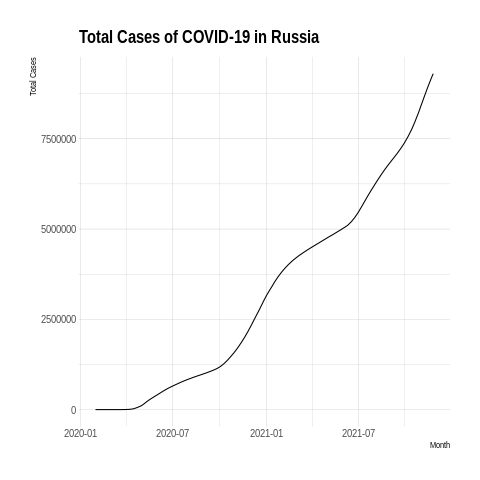 Total Cases of COVID-19 in Russia
Total Cases
7500000
5000000
2500000
0
2020-01 2020-07 2021-01 2021-07
Month